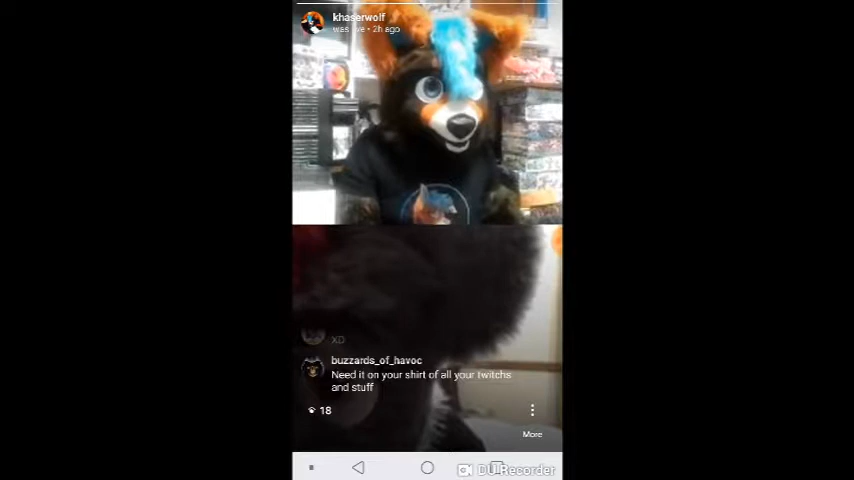 khaserwolf
was live • 2h ago
XD
buzzards_of_havoc
Need it on your shirt of all your twitchs
and stuff
18
More
DU Recorder